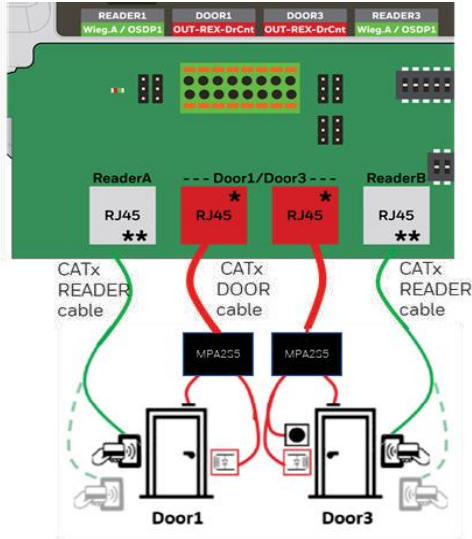 READER1 DOOR1 DOOR3 READER3
Wieg.A / OSDP1 OUT-REX-DrCnt OUT-REX-DrCnt Wieg.A / OSDP1
ReaderA --- Door1/Door3 --- ReaderB
* *
RJ45 RJ45 RJ45 RJ45
** **
CATx CATx CATx
READER DOOR READER
cable cable cable
MPA2S5 MPA2S5
Door1 Door3